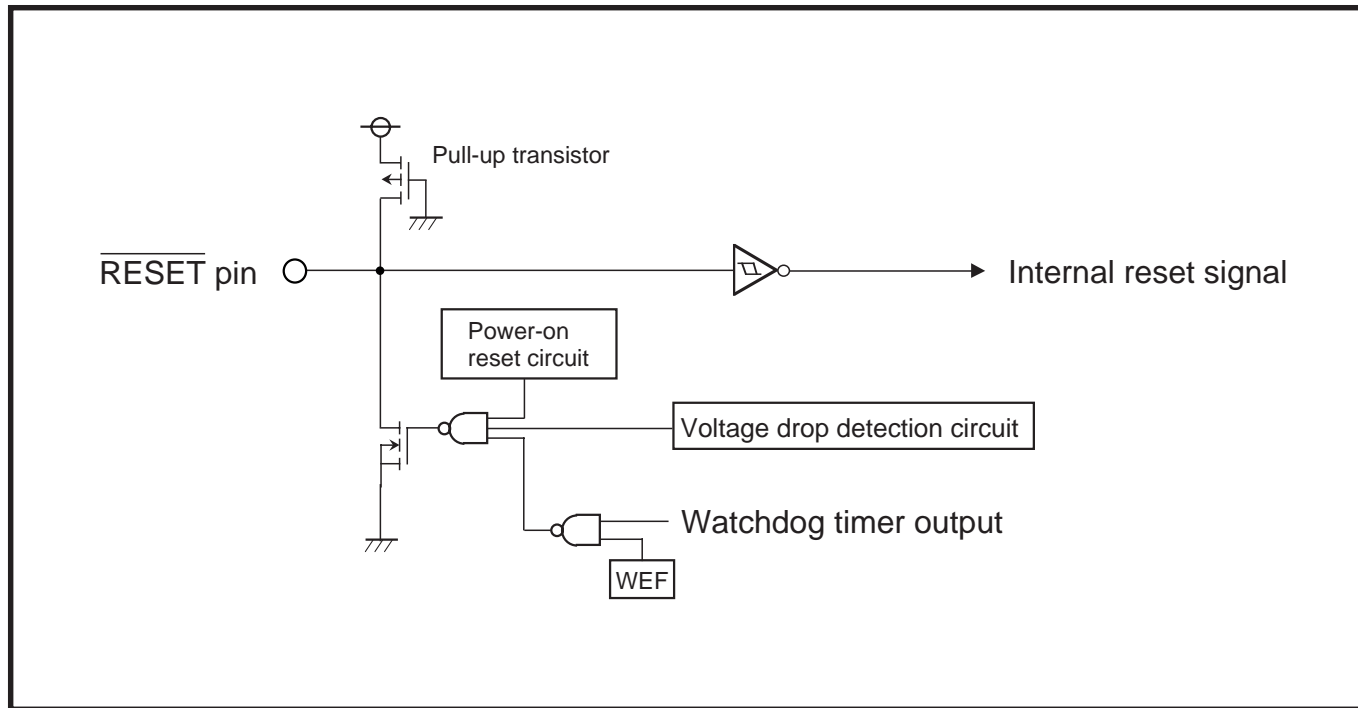 Pull-up transistor
R̅E̅S̅E̅T̅ pin
Internal reset signal
Power-on
reset circuit
Voltage drop detection circuit
Watchdog timer output
WEF